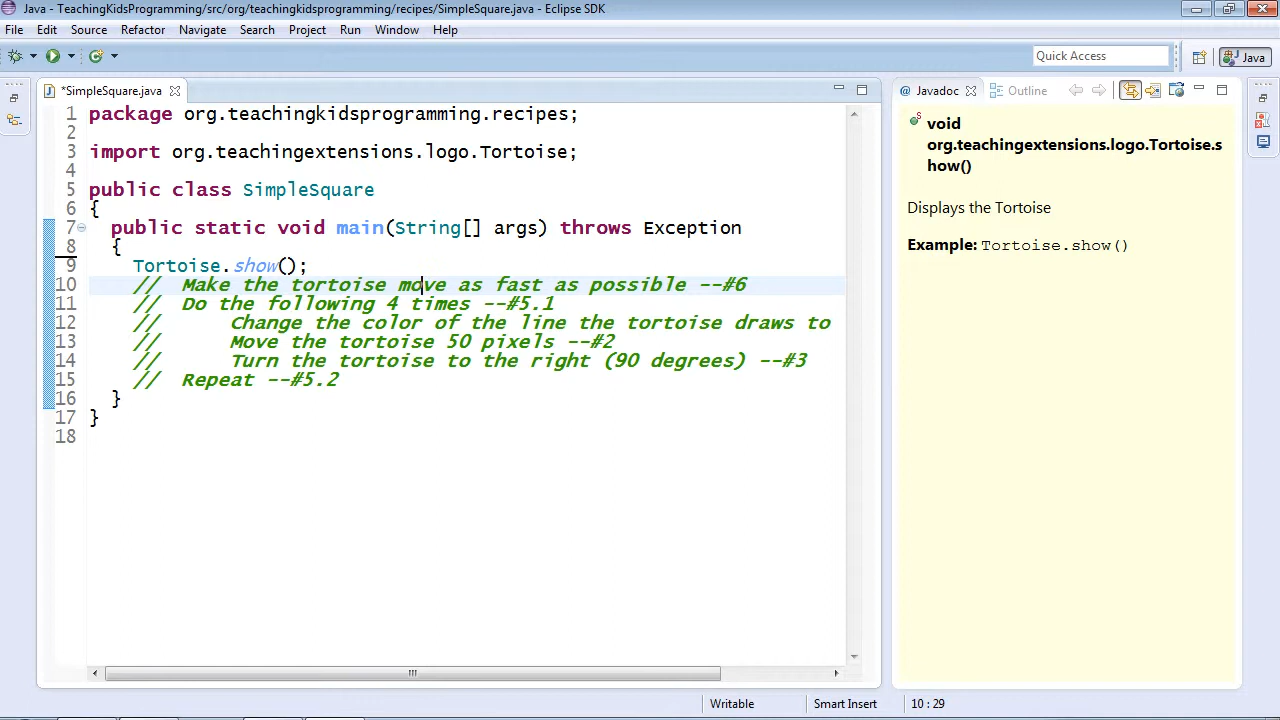 Java - TeachingKidsProgramming/src/org/teachingkidsprogramming/recipes/SimpleSquare.java - Eclipse SDK
File Edit Source Refactor Navigate Search Project Run Window Help
Quick Access Java
*SimpleSquare.java
1 package org.teachingkidsprogramming.recipes;
2
3 import org.teachingextensions.logo.Tortoise;
4
5 public class SimpleSquare
6 {
7 public static void main(String[] args) throws Exception
8 {
9 Tortoise.show();
10 // Make the tortoise move as fast as possible --#6
11 // Do the following 4 times --#5.1
12 // Change the color of the line the tortoise draws to
13 // Move the tortoise 50 pixels --#2
14 // Turn the tortoise to the right (90 degrees) --#3
15 // Repeat --#5.2
16 }
17 }
18
@ Javadoc Outline
void
org.teachingextensions.logo.Tortoise.s
how()
Displays the Tortoise
Example: Tortoise.show()
Writable Smart Insert 10 : 29